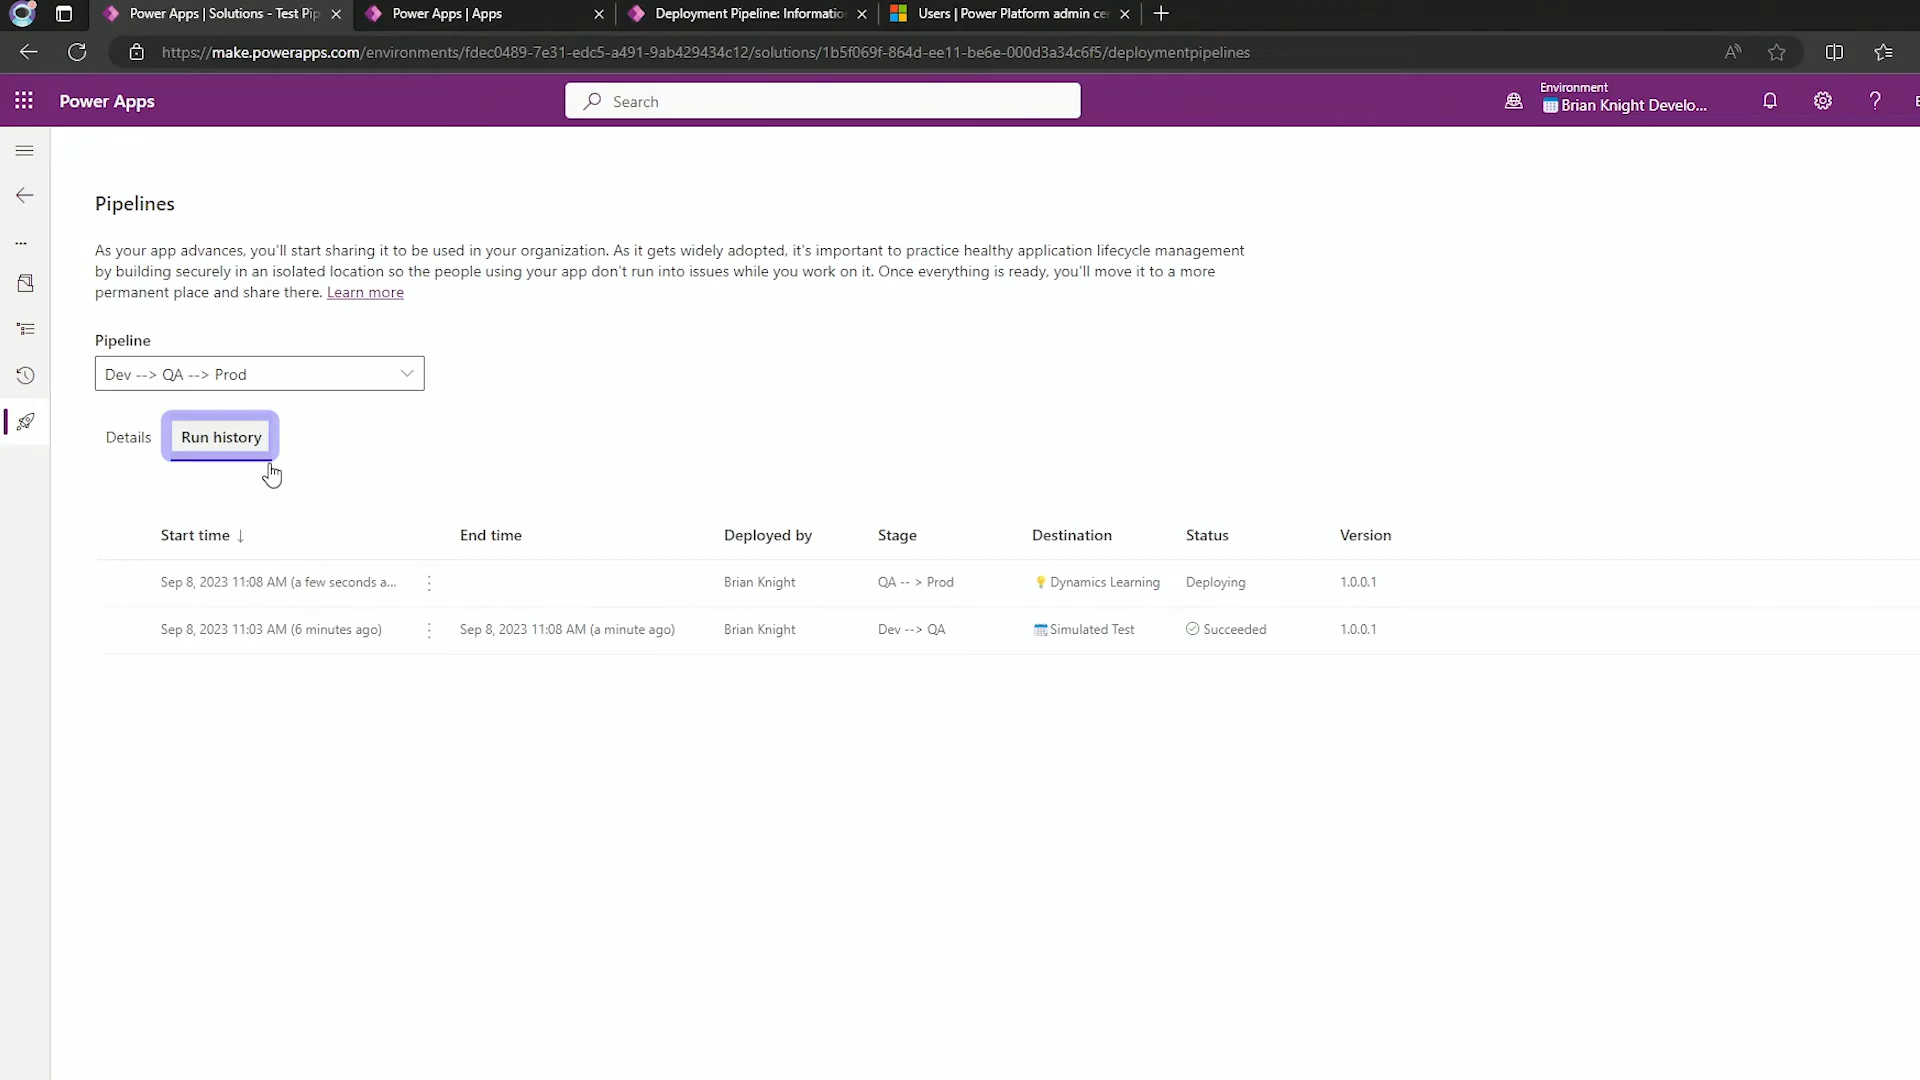 Power Apps | Solutions - Test Pip
Power Apps | Apps
Deployment Pipeline: Informatio
Users | Power Platform admin ce
https://make.powerapps.com/environments/fdec0489-7e31-edc5-a491-9ab429434c12/solutions/1b5f069f-864d-ee11-be6e-000d3a34c6f5/deploymentpipelines
Power Apps
Search
Environment
Brian Knight Develo...
Pipelines
As your app advances, you'll start sharing it to be used in your organization. As it gets widely adopted, it's important to practice healthy application lifecycle management
by building securely in an isolated location so the people using your app don't run into issues while you work on it. Once everything is ready, you'll move it to a more
permanent place and share there. Learn more
Pipeline
Dev --> QA --> Prod
Details Run history
Start time ↓ End time Deployed by Stage Destination Status Version
Sep 8, 2023 11:08 AM (a few seconds a... Brian Knight QA -- > Prod Dynamics Learning Deploying 1.0.0.1
Sep 8, 2023 11:03 AM (6 minutes ago) Sep 8, 2023 11:08 AM (a minute ago) Brian Knight Dev --> QA Simulated Test Succeeded 1.0.0.1